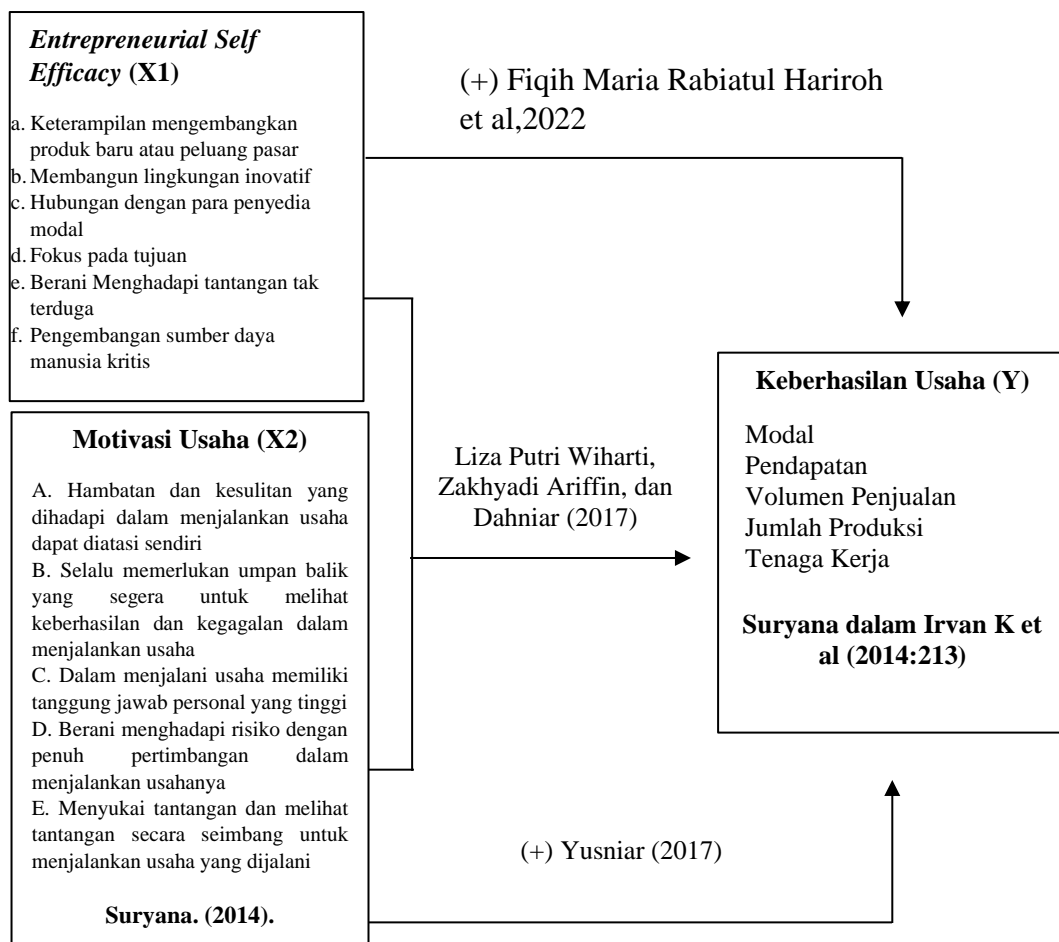 Entrepreneurial Self
Efficacy (X1)
a. Keterampilan mengembangkan
produk baru atau peluang pasar
b. Membangun lingkungan inovatif
c. Hubungan dengan para penyedia
modal
d. Fokus pada tujuan
e. Berani Menghadapi tantangan tak
terduga
f. Pengembangan sumber daya
manusia kritis
(+) Fiqih Maria Rabiatul Hariroh
et al,2022
Motivasi Usaha (X2)
A. Hambatan dan kesulitan yang
dihadapi dalam menjalankan usaha
dapat diatasi sendiri
B. Selalu memerlukan umpan balik
yang segera untuk melihat
keberhasilan dan kegagalan dalam
menjalankan usaha
C. Dalam menjalani usaha memiliki
tanggung jawab personal yang tinggi
D. Berani menghadapi risiko dengan
penuh pertimbangan dalam
menjalankan usahanya
E. Menyukai tantangan dan melihat
tantangan secara seimbang untuk
menjalankan usaha yang dijalani
Suryana. (2014).
Liza Putri Wiharti,
Zakhyadi Ariffin, dan
Dahniar (2017)
(+) Yusniar (2017)
Keberhasilan Usaha (Y)
Modal
Pendapatan
Volumen Penjualan
Jumlah Produksi
Tenaga Kerja
Suryana dalam Irvan K et
al (2014:213)